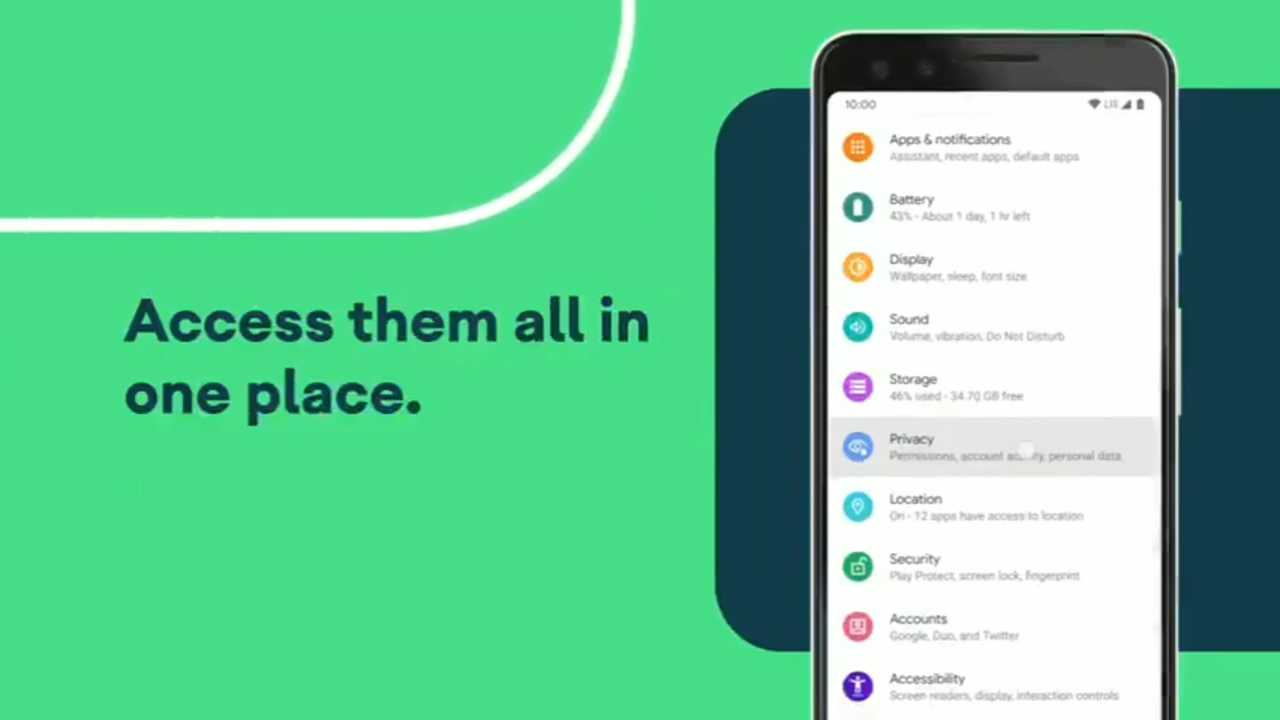 Access them all in
one place.
10:00 LTE
Apps & notifications
Assistant, recent apps, default apps
Battery
43% - About 1 day, 1 hr left
Display
Wallpaper, sleep, font size
Sound
Volume, vibration, Do Not Disturb
Storage
46% used - 34.70 GB free
Privacy
Permissions, account personal data
Location
On - 12 apps have access to location
Security
Play Protect, screen lock, fingerprint
Accounts
Google, Duo, and Twitter
Accessibility
Screen readers, display, interaction controls